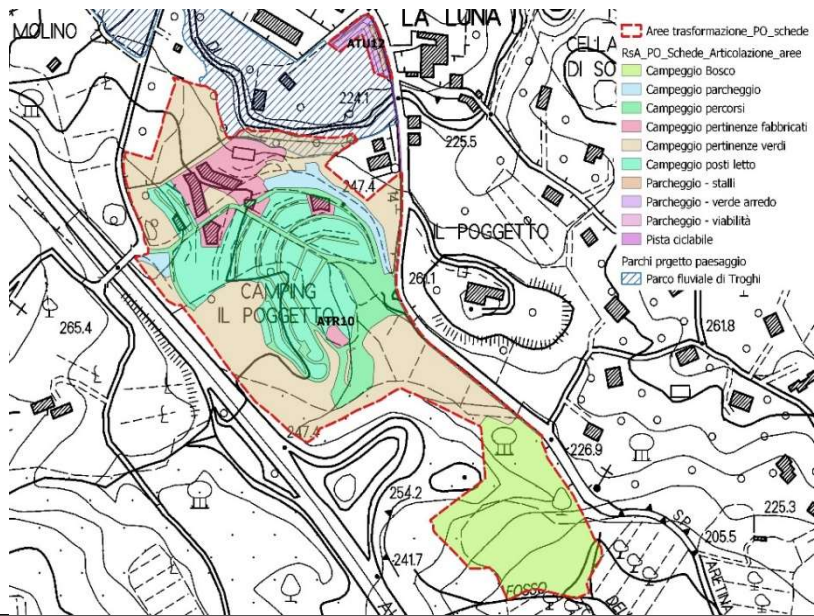 MOLINO
LA LUNA
ATU12
CELLA
DI SO
224.1
225.5
247.4
IL POGGETTO
261.1
CAMPING
IL POGGETTO
ATR10
265.4
261.8
247.4
226.9
254.2
225.3
SP
205.5
241.7
ARETINA
FOSSO
Aree trasformazione_PO_schede
RsA_PO_Schede_Articolazione_aree
Campeggio Bosco
Campeggio parcheggio
Campeggio percorsi
Campeggio pertinenze fabbricati
Campeggio pertinenze verdi
Campeggio posti letto
Parcheggio - stalli
Parcheggio - verde arredo
Parcheggio - viabilità
Pista ciclabile
Parchi prgetto paesaggio
Parco fluviale di Troghi